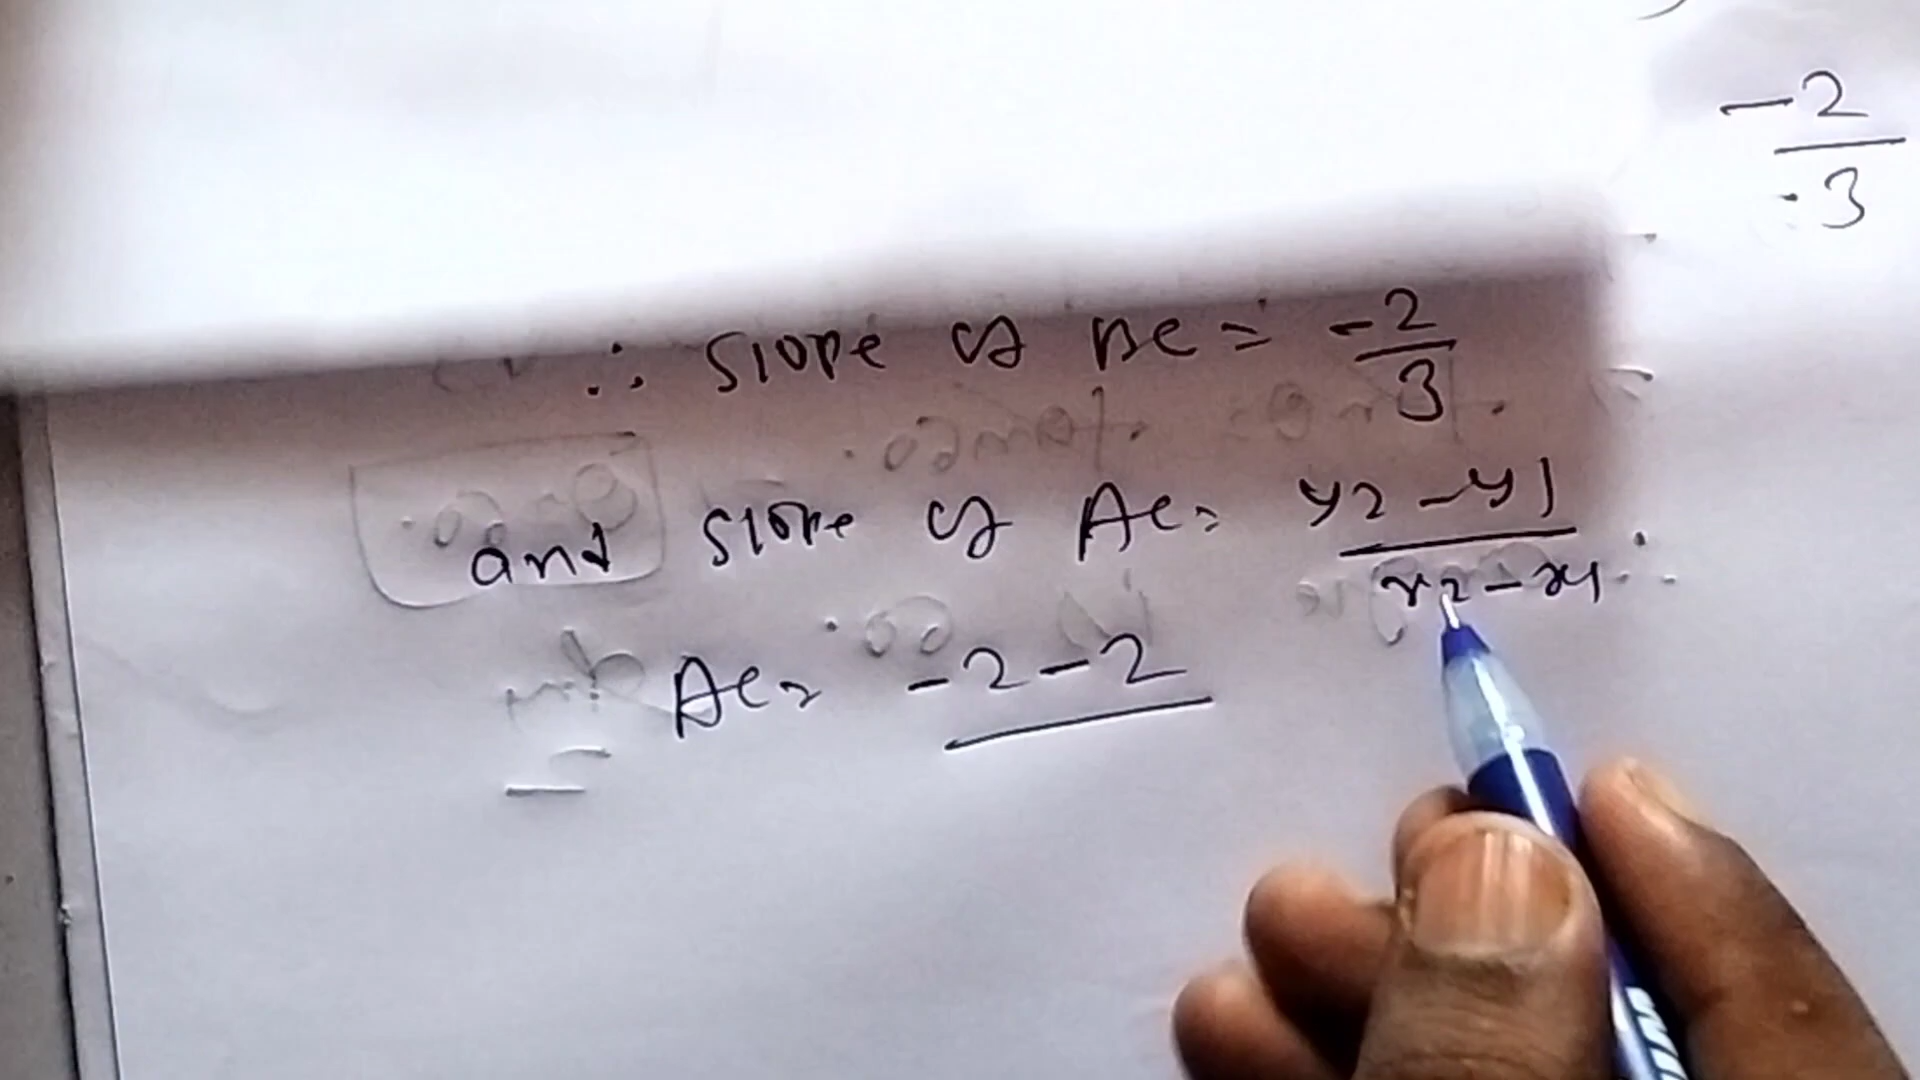 -2
3
∴ slope of BC = -2/3
and slope of AC = y2-y1/x2-x1
AC = -2-2